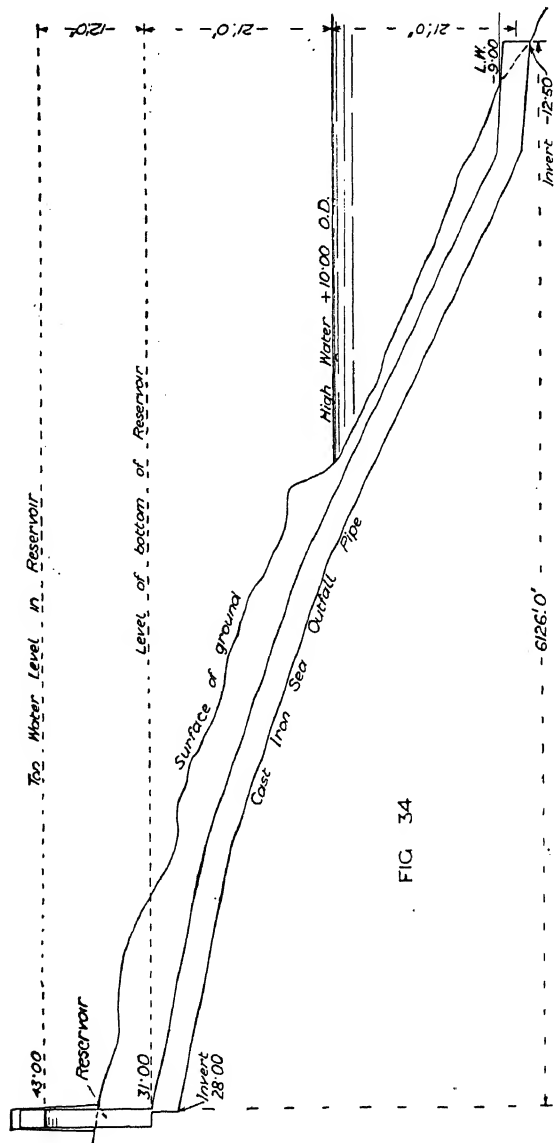 Top Water Level in Reservoir
43·00
Reservoir
Level of bottom of Reservoir
31·00
Invert
28·00
Surface of ground
High Water +10·00 O.D.
Cast Iron Sea Outfall Pipe
L.W.
-9·00
Invert -12·50
12'.0"
21'.0"
21'.0"
6126'.0"
FIG 34